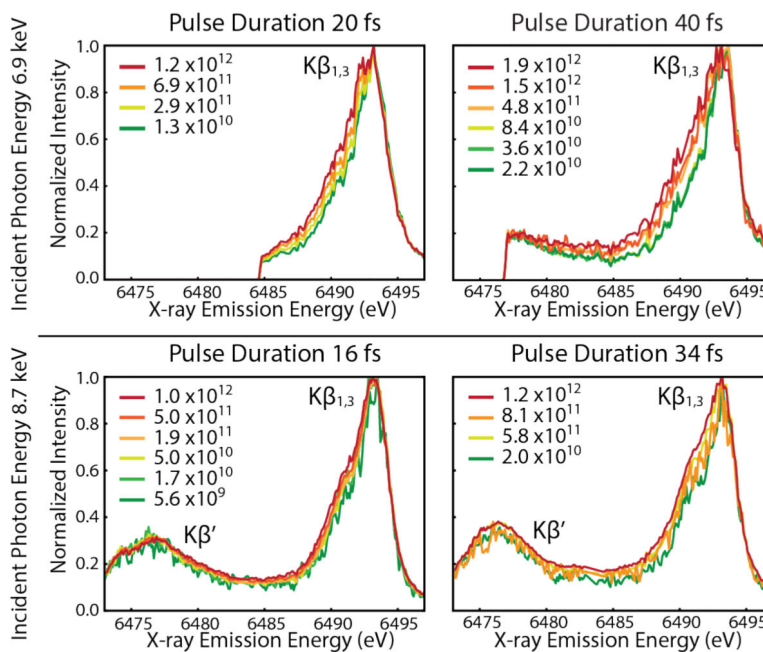 Incident Photon Energy 6.9 keV
Pulse Duration 20 fs
Normalized Intensity
1.0
0.8
0.6
0.4
0.2
0.0
1.2 x10¹²
6.9 x10¹¹
2.9 x10¹¹
1.3 x10¹⁰
Kβ₁,₃
6475 6480 6485 6490 6495
X-ray Emission Energy (eV)
Pulse Duration 40 fs
1.9 x10¹²
1.5 x10¹²
4.8 x10¹¹
8.4 x10¹⁰
3.6 x10¹⁰
2.2 x10¹⁰
Kβ₁,₃
6475 6480 6485 6490 6495
X-ray Emission Energy (eV)
Incident Photon Energy 8.7 keV
Pulse Duration 16 fs
Normalized Intensity
1.0
0.8
0.6
0.4
0.2
0.0
1.0 x10¹²
5.0 x10¹¹
1.9 x10¹¹
5.0 x10¹⁰
1.7 x10¹⁰
5.6 x10⁹
Kβ₁,₃
Kβ'
6475 6480 6485 6490 6495
X-ray Emission Energy (eV)
Pulse Duration 34 fs
1.2 x10¹²
8.1 x10¹¹
5.8 x10¹¹
2.0 x10¹⁰
Kβ₁,₃
Kβ'
6475 6480 6485 6490 6495
X-ray Emission Energy (eV)